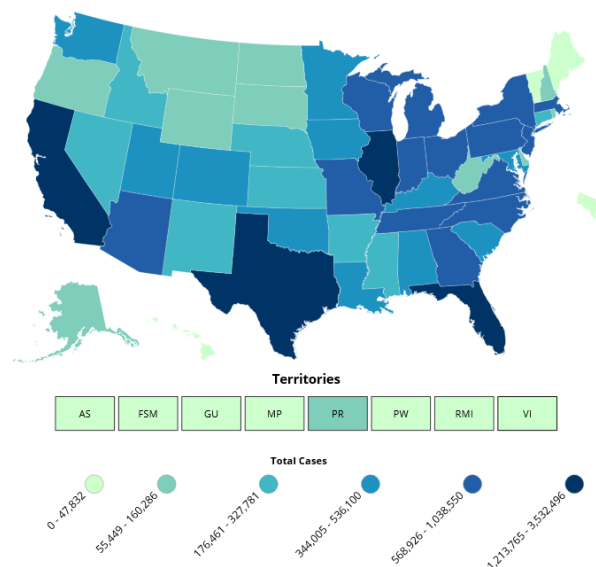 Territories
AS FSM GU MP PR PW RMI VI
Total Cases
0 - 47,832
55,449 - 160,286
176,461 - 327,781
344,005 - 536,100
568,926 - 1,038,550
1,213,765 - 3,532,496